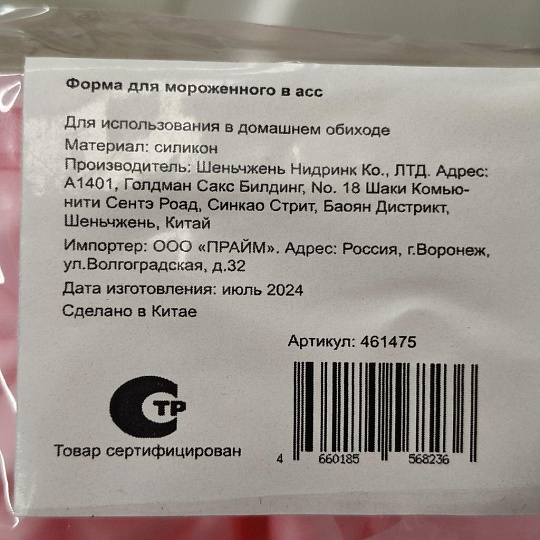 Форма для мороженного в асс
Для использования в домашнем обиходе
Материал: силикон
Производитель: Шеньчжень Нидринк Ко., ЛТД. Адрес:
А1401, Голдман Сакс Билдинг, No. 18 Шаки Комью-
нити Сентэ Роад, Синкао Стрит, Баоян Дистрикт,
Шеньчжень, Китай
Импортер: ООО «ПРАЙМ». Адрес: Россия, г.Воронеж,
ул.Волгоградская, д.32
Дата изготовления: июль 2024
Сделано в Китае
Артикул: 461475
СТР
Товар сертифицирован
4 660185 568236